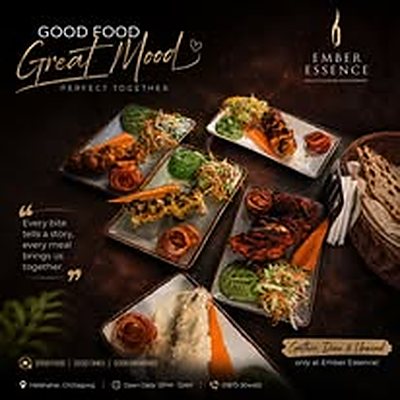 GOOD FOOD
Great Mood
PERFECT TOGETHER
EMBER
ESSENCE
“
Every bite
tells a story,
every meal
brings us
together.
”
Gather, Dine & Unwind
only at Ember Essence!
Open Daily